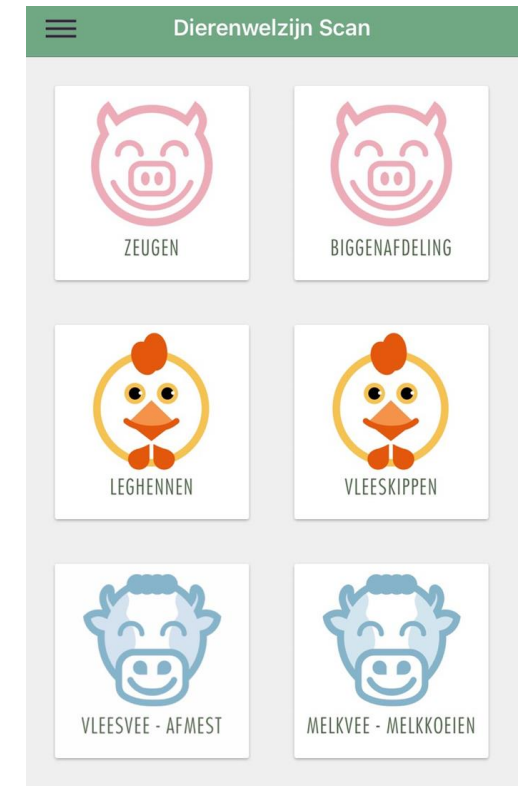 Dierenwelzijn Scan
ZEUGEN
BIGGENAFDELING
LEGHENNEN
VLEESKIPPEN
VLEESVEE - AFMEST
MELKVEE - MELKKOEIEN